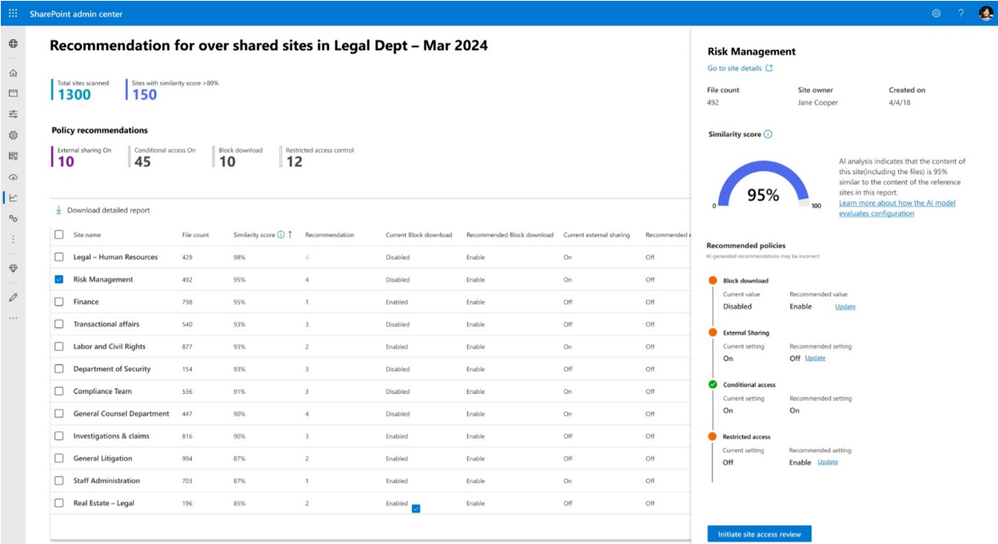 SharePoint admin center
?
Recommendation for over shared sites in Legal Dept – Mar 2024
Total sites scanned Sites with similarity score >80%
1300 150
Policy recommendations
External sharing On Conditional access On Block download Restricted access control
10 45 10 12
Download detailed report
Site name File count Similarity score ↑ Recommendation Current Block download Recommended Block download Current external sharing Recommended
Legal – Human Resources 429 98% 4 Disabled Enable On Off
Risk Management 492 95% 4 Disabled Enable On Off
Finance 798 95% 1 Enabled Enable Off Off
Transactional affairs 540 93% 3 Disabled Enable Off Off
Labor and Civil Rights 877 93% 2 Enabled Enable On Off
Department of Security 154 93% 3 Disabled Enable Off Off
Compliance Team 536 91% 3 Disabled Enable On Off
General Counsel Department 447 90% 4 Disabled Enable On Off
Investigations & claims 816 90% 3 Enabled Enable Off Off
General Litigation 994 87% 2 Enabled Enable Off Off
Staff Administration 703 87% 1 Enabled Enable On Off
Real Estate – Legal 196 85% 2 Enabled Enable Off Off
Risk Management
Go to site details
File count Site owner Created on
492 Jane Cooper 4/4/18
Similarity score
95%
0 100
AI analysis indicates that the content of
this site(including the files) is 95%
similar to the content of the reference
sites in this report.
Learn more about how the AI model
evaluates configuration
Recommended policies
AI-generated recommendations may be incorrect
Block download
Current value Recommended value
Disabled Enable Update
External Sharing
Current setting Recommended setting
On Off Update
Conditional access
Current setting Recommended setting
On On
Restricted access
Current setting Recommended setting
Off Enable Update
Initiate site access review